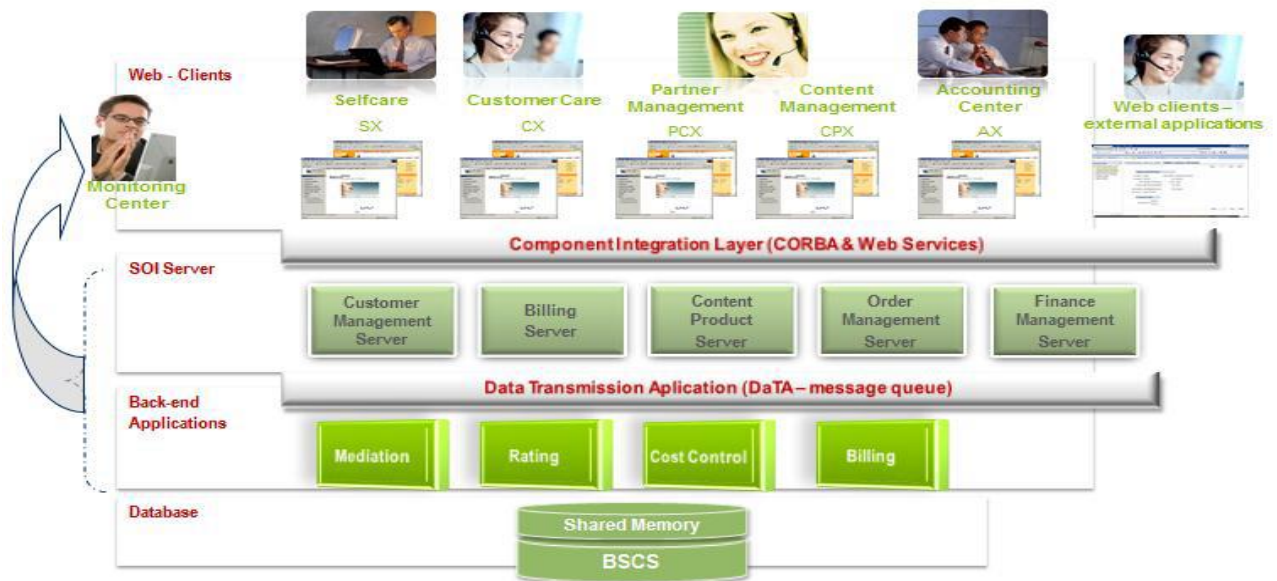 Web - Clients
Selfcare
SX
Customer Care
CX
Partner
Management
PCX
Content
Management
CPX
Accounting
Center
AX
Web clients –
external applications
Monitoring
Center
Component Integration Layer (CORBA & Web Services)
SOI Server
Customer
Management
Server
Billing
Server
Content
Product
Server
Order
Management
Server
Finance
Management
Server
Data Transmission Aplication (DaTA – message queue)
Back-end
Applications
Mediation
Rating
Cost Control
Billing
Database
Shared Memory
BSCS